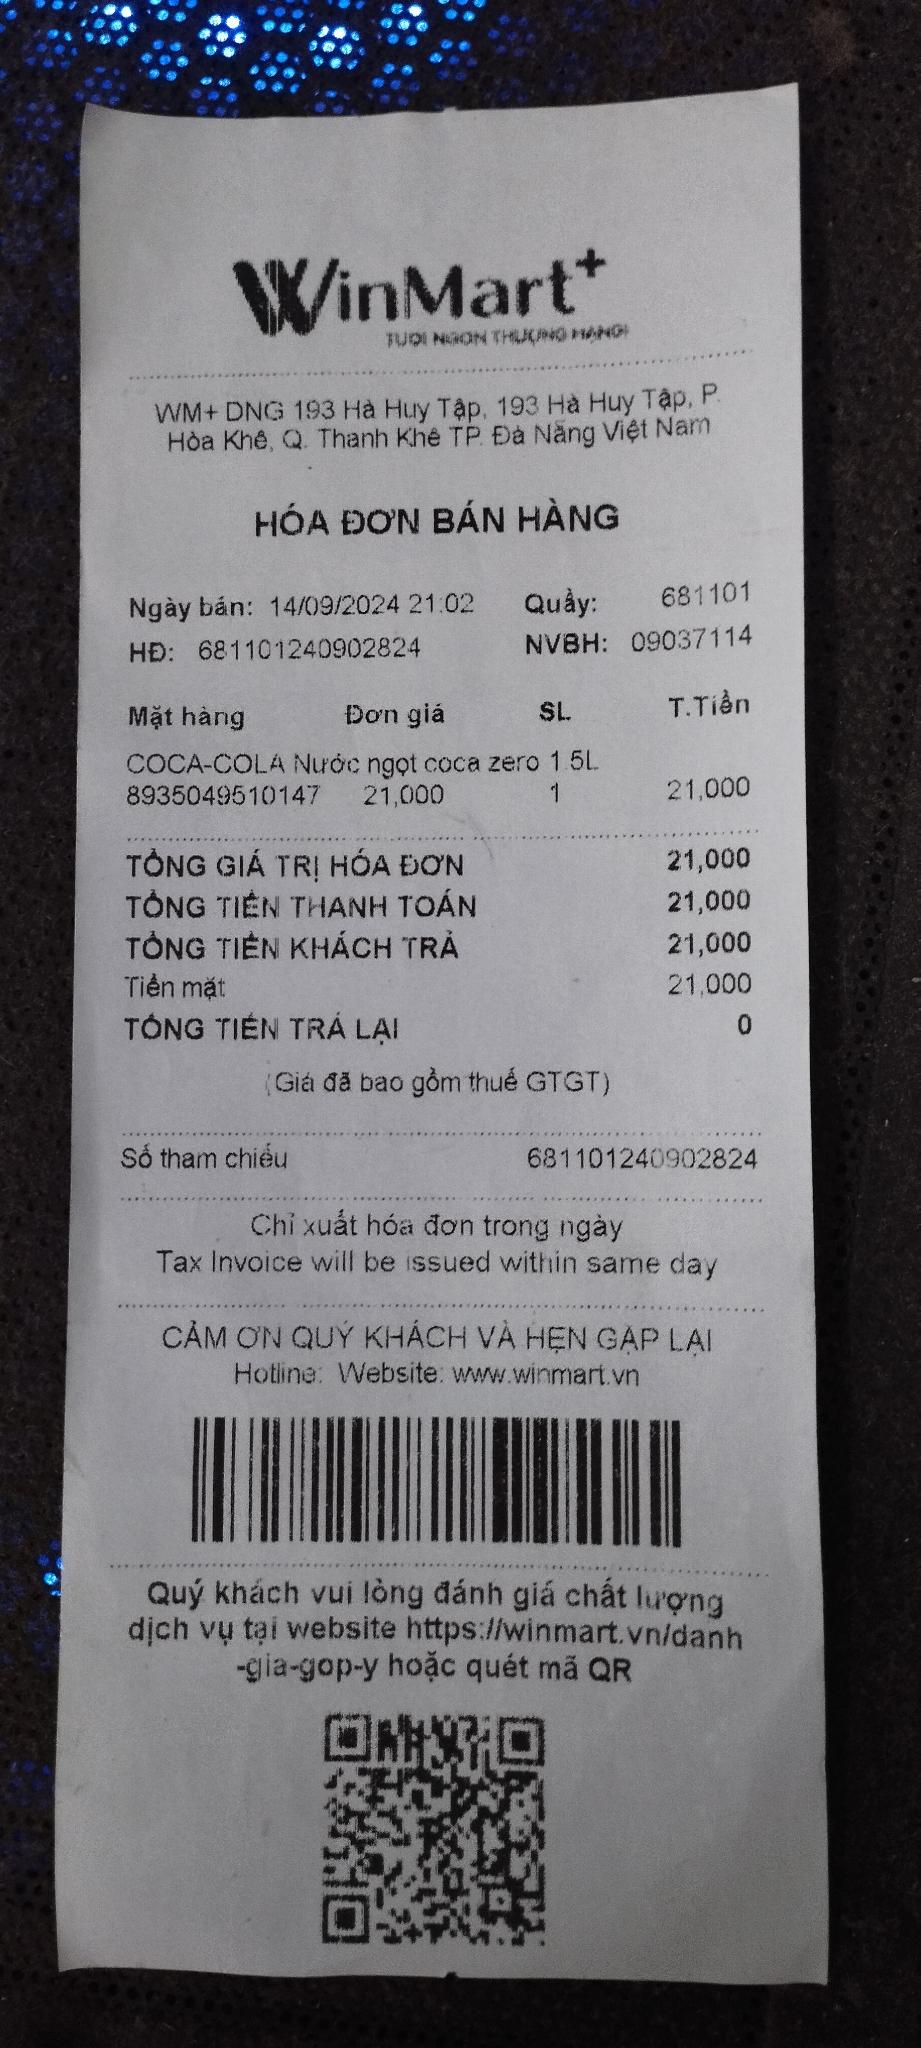 WinMart+
TƯƠI NGON THƯỢNG HẠNG!
WM+ DNG 193 Hà Huy Tập, 193 Hà Huy Tập, P.
Hòa Khê, Q. Thanh Khê TP. Đà Nẵng Việt Nam
HÓA ĐƠN BÁN HÀNG
Ngày bán: 14/09/2024 21:02 Quầy: 681101
HĐ: 681101240902824 NVBH: 09037114
Mặt hàng Đơn giá SL T.Tiền
COCA-COLA Nước ngọt coca zero 1.5L
8935049510147 21,000 1 21,000
TỔNG GIÁ TRỊ HÓA ĐƠN 21,000
TỔNG TIỀN THANH TOÁN 21,000
TỔNG TIỀN KHÁCH TRẢ 21,000
Tiền mặt 21,000
TỔNG TIỀN TRẢ LẠI 0
(Giá đã bao gồm thuế GTGT)
Số tham chiếu 681101240902824
Chỉ xuất hóa đơn trong ngày
Tax Invoice will be issued within same day
CẢM ƠN QUÝ KHÁCH VÀ HẸN GẶP LẠI
Hotline: Website: www.winmart.vn
Quý khách vui lòng đánh giá chất lượng
dịch vụ tại website https://winmart.vn/danh
-gia-gop-y hoặc quét mã QR